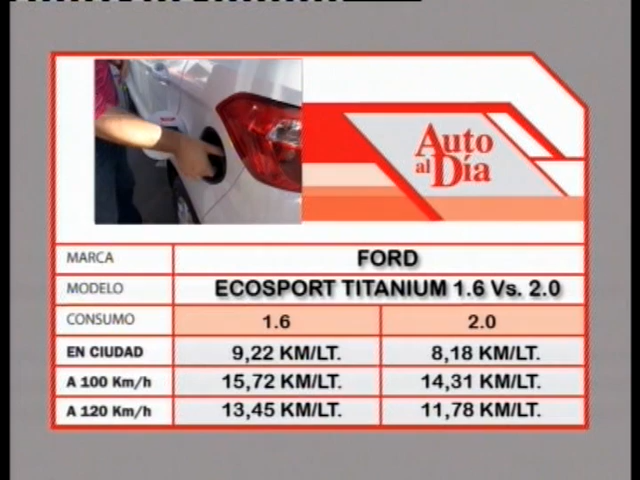 Auto
al Día
MARCA FORD
MODELO ECOSPORT TITANIUM 1.6 Vs. 2.0
CONSUMO 1.6 2.0
EN CIUDAD 9,22 KM/LT. 8,18 KM/LT.
A 100 Km/h 15,72 KM/LT. 14,31 KM/LT.
A 120 Km/h 13,45 KM/LT. 11,78 KM/LT.